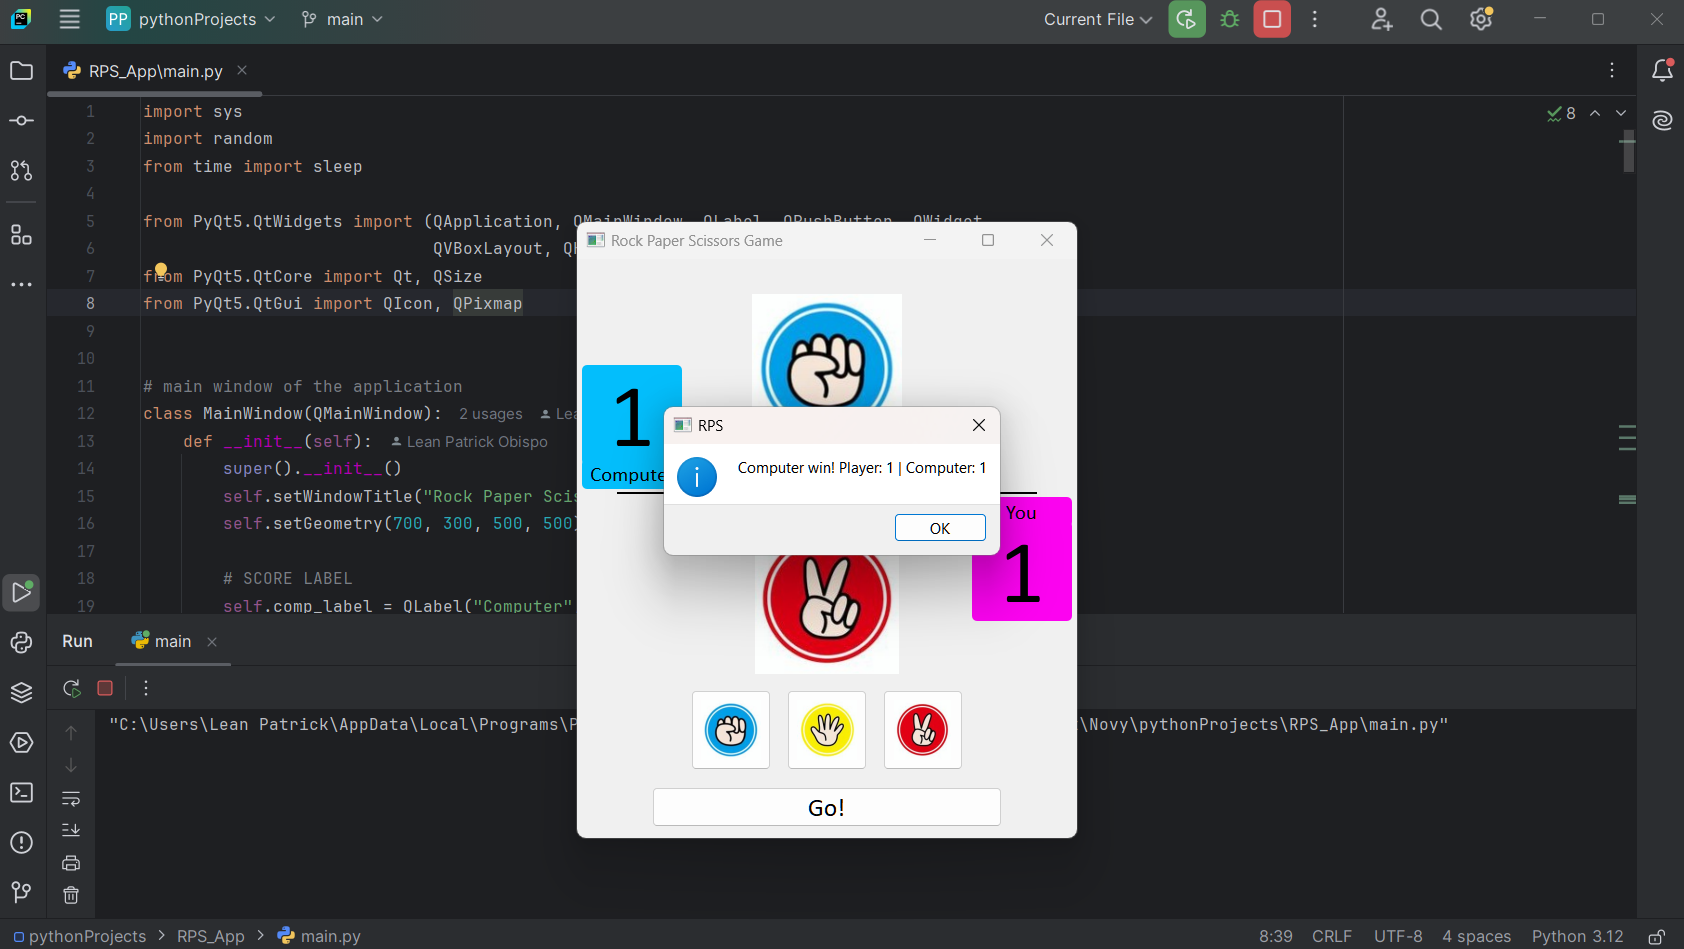 PC
PP pythonProjects
main
Current File
RPS_App\main.py
8
1 import sys
2 import random
3 from time import sleep
4
5 from PyQt5.QtWidgets import (QApplication, QMainWindow, QLabel, QPushButton, QWidget,
6 QVBoxLayout,
7 from PyQt5.QtCore import Qt, QSize
8 from PyQt5.QtGui import QIcon, QPixmap
9
10
11 # main window of the application
12 class MainWindow(QMainWindow): 2 usages Lea
13 def __init__(self): Lean Patrick Obispo
14 super().__init__()
15 self.setWindowTitle("Rock Paper Scis
16 self.setGeometry(700, 300, 500, 500)
17
18 # SCORE LABEL
19 self.comp_label = QLabel("Computer"
Rock Paper Scissors Game
1
Compute
RPS
Computer win! Player: 1 | Computer: 1
OK
You
1
Go!
Run
main
"C:\Users\Lean Patrick\AppData\Local\Programs\P
\Novy\pythonProjects\RPS_App\main.py"
pythonProjects > RPS_App > main.py
8:39 CRLF UTF-8 4 spaces Python 3.12